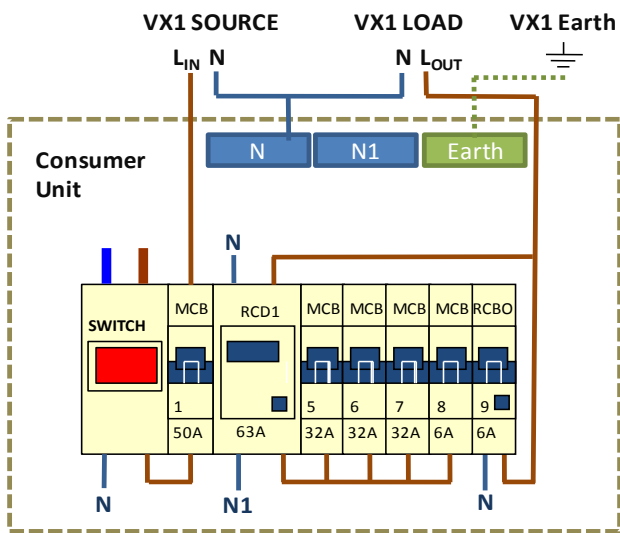 VX1 SOURCE VX1 LOAD VX1 Earth
LIN N N LOUT
N N1 Earth
Consumer
Unit
N
MCB RCD1 MCB MCB MCB MCB RCBO
SWITCH
1 5 6 7 8 9
50A 63A 32A 32A 32A 6A 6A
N N1 N